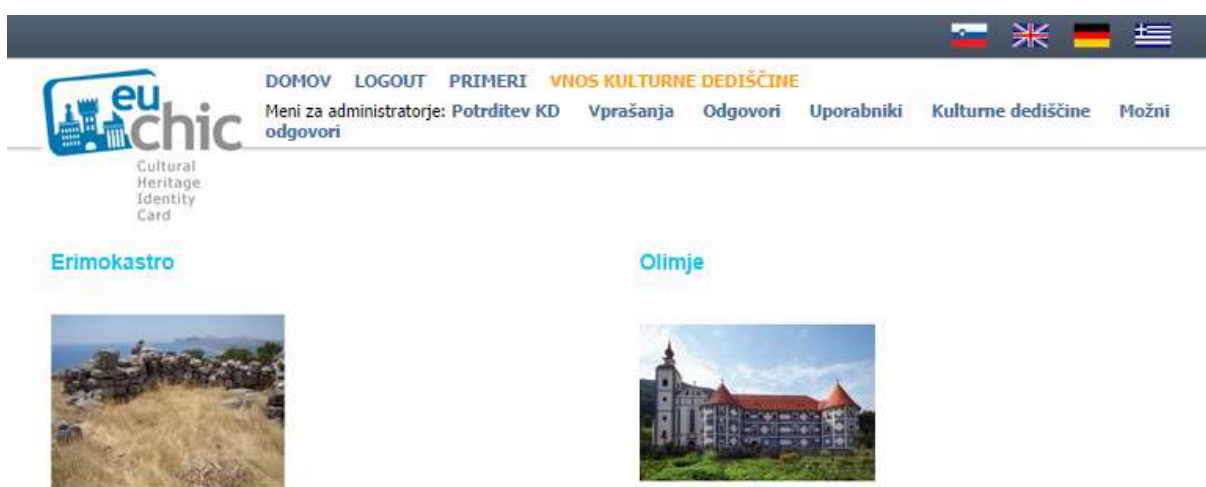 DOMOV LOGOUT PRIMERI VNOS KULTURNE DEDIŠČINE
Meni za administratorje: Potrditev KD Vprašanja Odgovori Uporabniki Kulturne dediščine Možni
odgovori
eu
chic
Cultural
Heritage
Identity
Card
Erimokastro Olimje